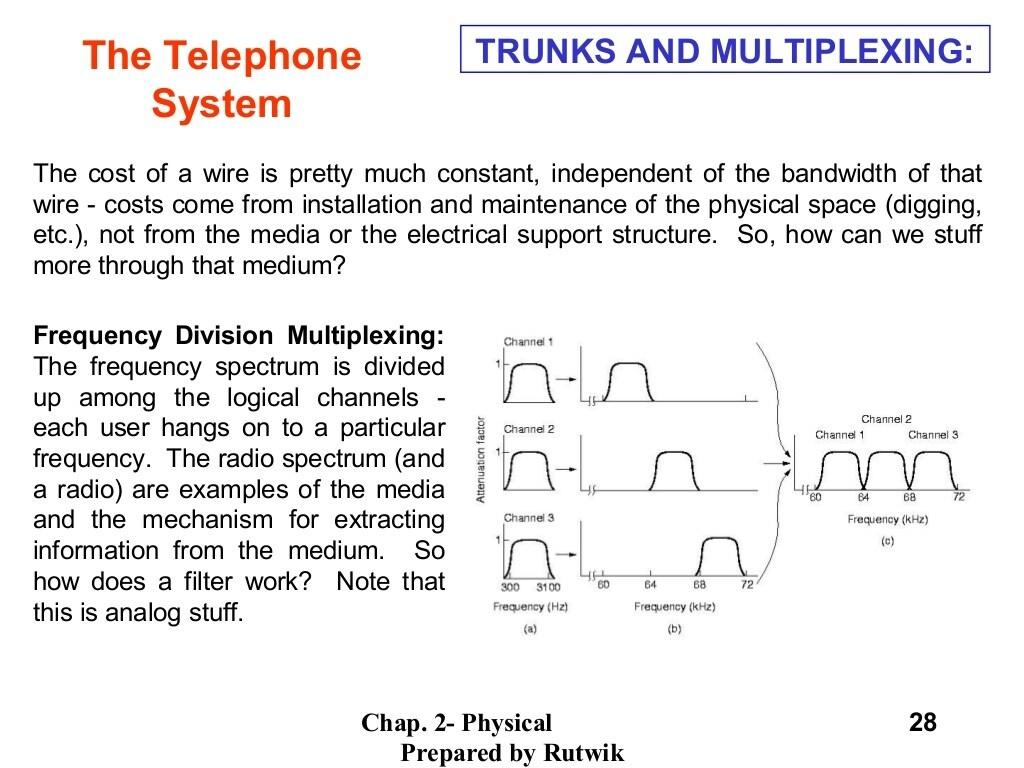 The Telephone
System
TRUNKS AND MULTIPLEXING:
The cost of a wire is pretty much constant, independent of the bandwidth of that
wire - costs come from installation and maintenance of the physical space (digging,
etc.), not from the media or the electrical support structure. So, how can we stuff
more through that medium?
Frequency Division Multiplexing:
The frequency spectrum is divided
up among the logical channels -
each user hangs on to a particular
frequency. The radio spectrum (and
a radio) are examples of the media
and the mechanism for extracting
information from the medium. So
how does a filter work? Note that
this is analog stuff.
Attenuation factor
Channel 1
1
Channel 2
1
Channel 3
1
300 3100
Frequency (Hz)
(a)
60 64 68 72
Frequency (kHz)
(b)
Channel 2
Channel 1 Channel 3
60 64 68 72
Frequency (kHz)
(c)
Chap. 2- Physical
Prepared by Rutwik
28